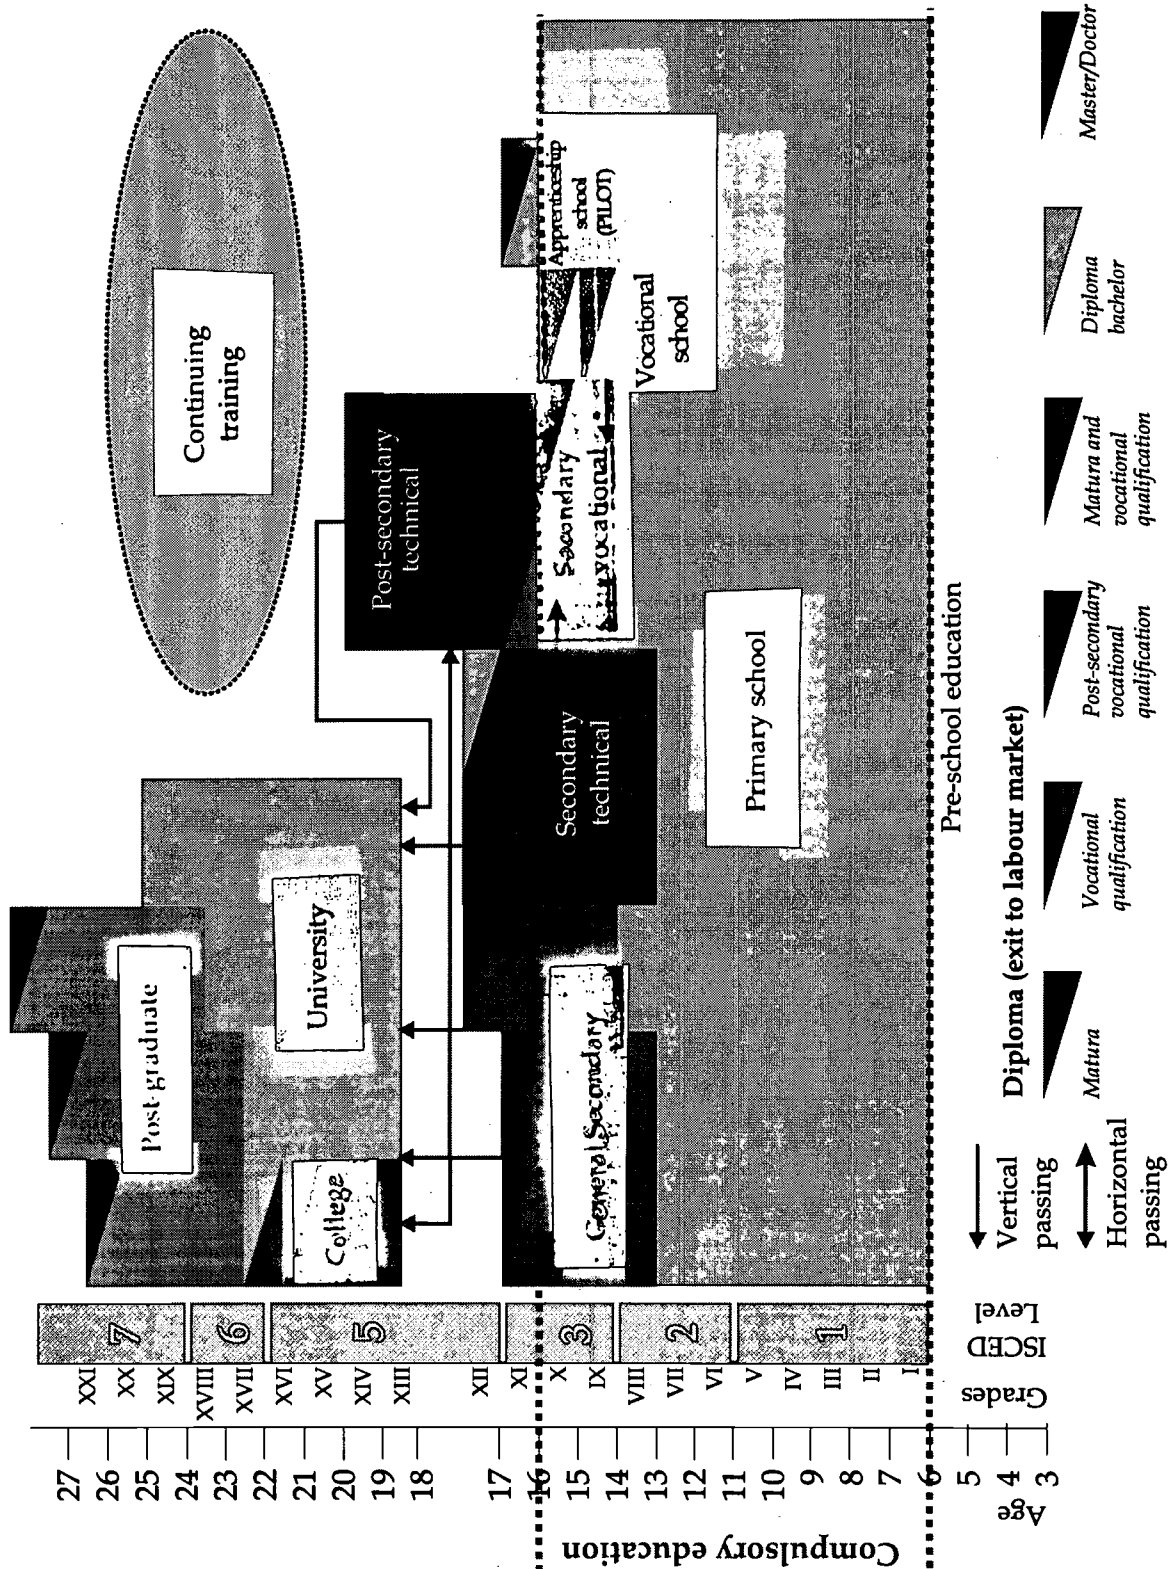 Continuing
training
Post-graduate
University
College
Post-secondary
technical
Secondary
technical
General Secondary
Secondary
vocational
Apprenticeship
school
(PILOT)
Vocational
school
Primary school
Pre-school education
Compulsory education
Age
27
26
25
24
23
22
21
20
19
18
17
16
15
14
13
12
11
10
9
8
7
6
5
4
3
Grades
XXI
XX
XIX
XVIII
XVII
XVI
XV
XIV
XIII
XII
XI
X
IX
VIII
VII
VI
V
IV
III
II
I
ISCED
Level
7
6
5
3
2
1
Vertical
passing
Horizontal
passing
Diploma (exit to labour market)
Matura
Vocational
qualification
Post-secondary
vocational
qualification
Matura and
vocational
qualification
Diploma
bachelor
Master/Doctor